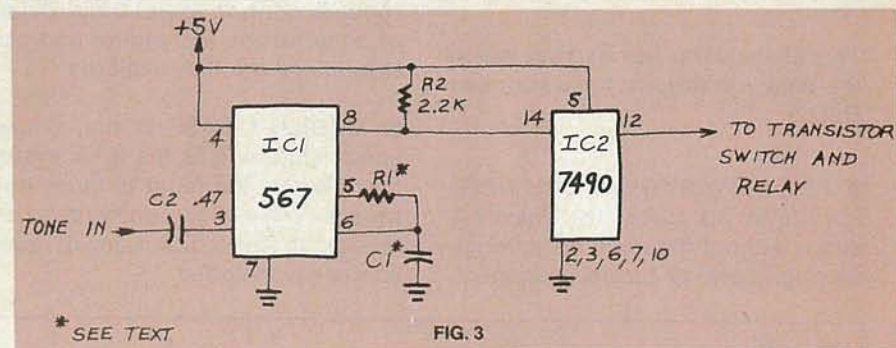 +5V
R2
2.2K
4
8
14
5
12
IC1
567
IC2
7490
TO TRANSISTOR
SWITCH AND
RELAY
5
R1*
6
C2 .47
3
TONE IN
C1*
7
2,3,6,7,10
* SEE TEXT
FIG. 3